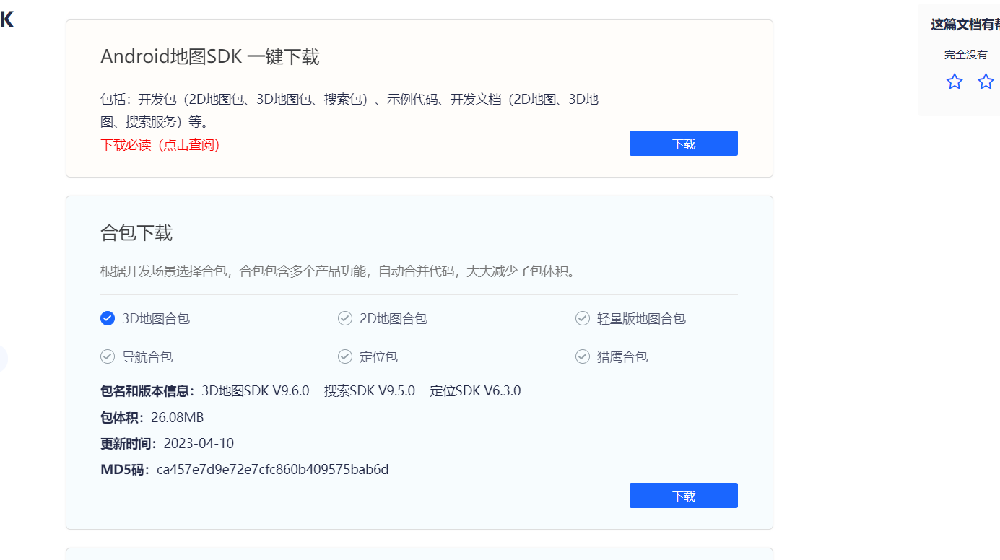 K
这篇文档有帮
完全没有
Android地图SDK 一键下载
包括：开发包（2D地图包、3D地图包、搜索包）、示例代码、开发文档（2D地图、3D地
图、搜索服务）等。
下载必读（点击查阅）
下载
合包下载
根据开发场景选择合包，合包包含多个产品功能，自动合并代码，大大减少了包体积。
3D地图合包 2D地图合包 轻量版地图合包
导航合包 定位包 猎鹰合包
包名和版本信息：3D地图SDK V9.6.0 搜索SDK V9.5.0 定位SDK V6.3.0
包体积：26.08MB
更新时间：2023-04-10
MD5码：ca457e7d9e72e7cfc860b409575bab6d
下载